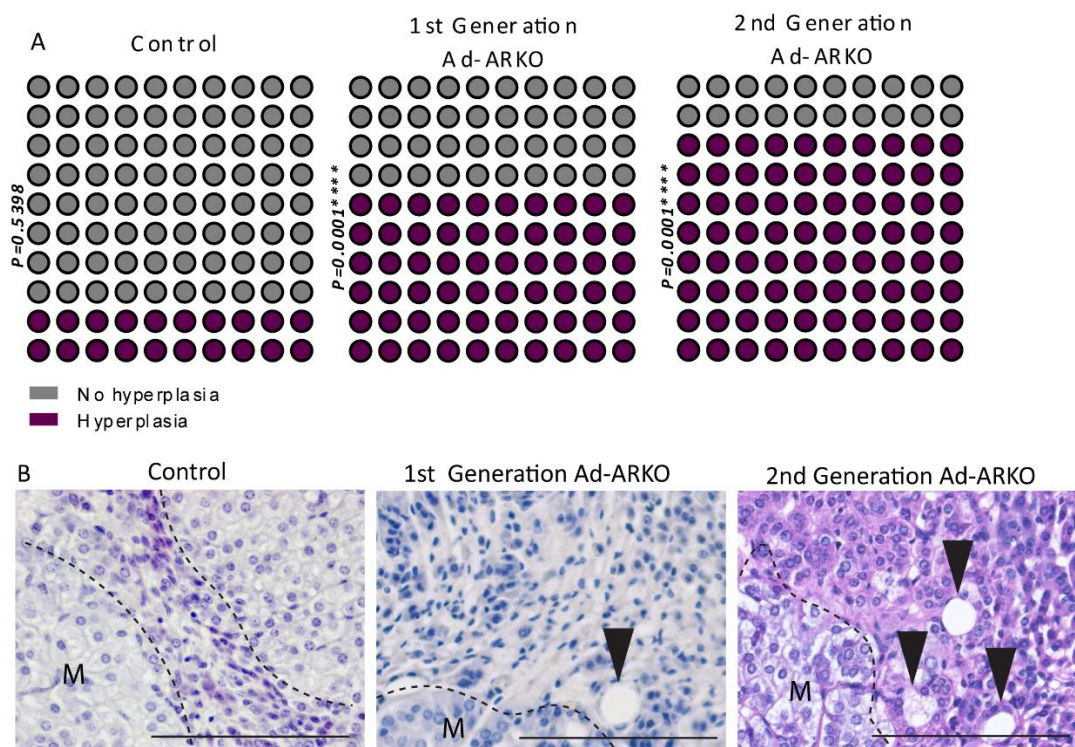 A
Control
1st Generation
Ad-ARKO
2nd Generation
Ad-ARKO
P=0.5398
P=0.0001****
P=0.0001****
No hyperplasia
Hyperplasia
B
Control
1st Generation Ad-ARKO
2nd Generation Ad-ARKO
M
M
M